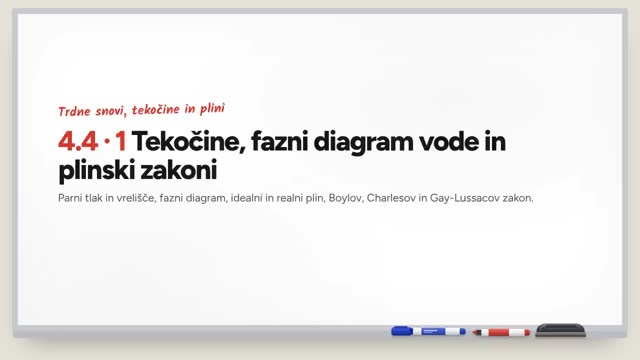 Trdne snovi, tekočine in plini
4.4 · 1 Tekočine, fazni diagram vode in
plinski zakoni
Parni tlak in vrelišče, fazni diagram, idealni in realni plin, Boylov, Charlesov in Gay-Lussacov zakon.